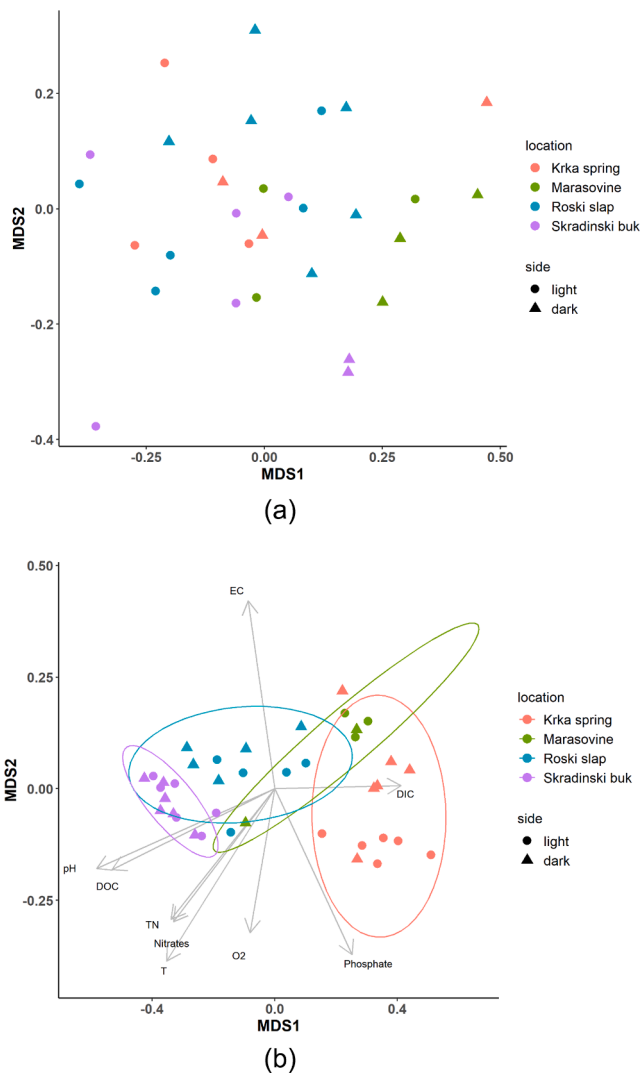 0.2
0.0
-0.2
-0.4
MDS2
-0.25
0.00
0.25
0.50
MDS1
location
Krka spring
Marasovine
Roski slap
Skradinski buk
side
light
dark
(a)
0.50
0.25
0.00
-0.25
MDS2
EC
DIC
pH
DOC
TN
Nitrates
T
O2
Phosphate
-0.4
0.0
0.4
MDS1
location
Krka spring
Marasovine
Roski slap
Skradinski buk
side
light
dark
(b)